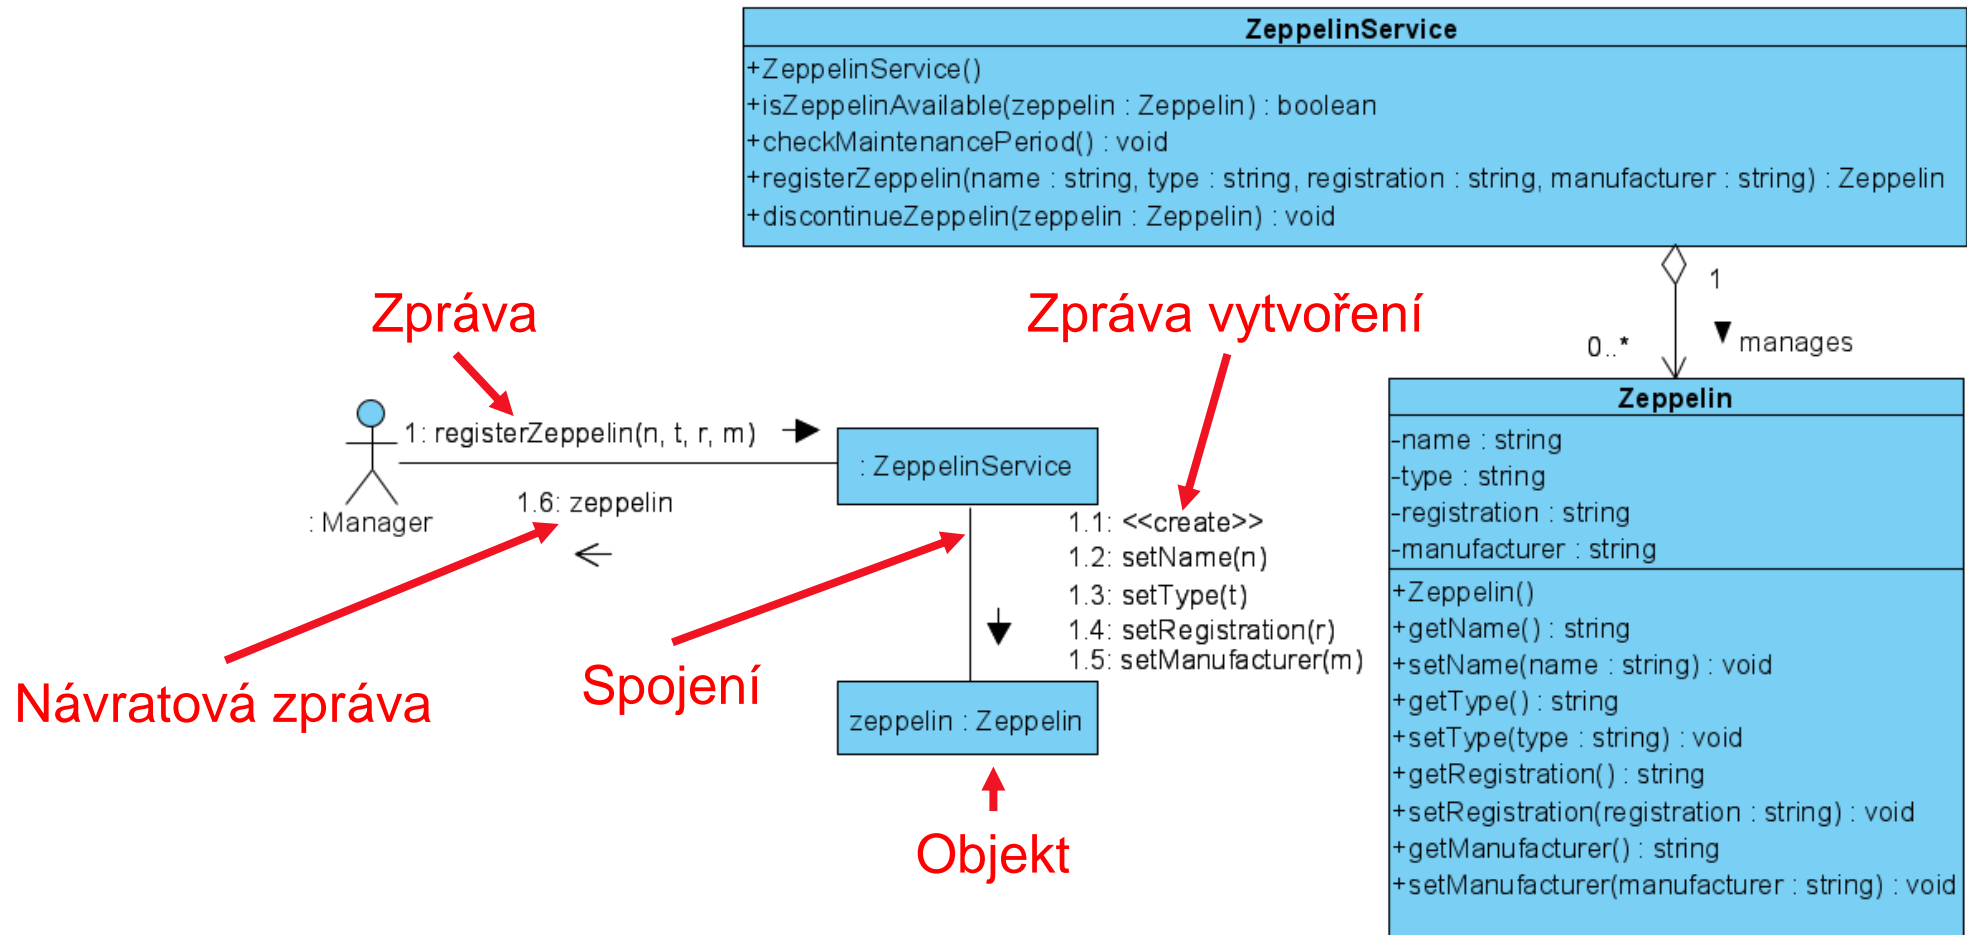 ZeppelinService
+ZeppelinService()
+isZeppelinAvailable(zeppelin : Zeppelin) : boolean
+checkMaintenancePeriod() : void
+registerZeppelin(name : string, type : string, registration : string, manufacturer : string) : Zeppelin
+discontinueZeppelin(zeppelin : Zeppelin) : void
1
0..*
manages
Zpráva
Zpráva vytvoření
1: registerZeppelin(n, t, r, m)
: ZeppelinService
1.6: zeppelin
: Manager
1.1: <<create>>
1.2: setName(n)
1.3: setType(t)
1.4: setRegistration(r)
1.5: setManufacturer(m)
Návratová zpráva
Spojení
zeppelin : Zeppelin
Objekt
Zeppelin
-name : string
-type : string
-registration : string
-manufacturer : string
+Zeppelin()
+getName() : string
+setName(name : string) : void
+getType() : string
+setType(type : string) : void
+getRegistration() : string
+setRegistration(registration : string) : void
+getManufacturer() : string
+setManufacturer(manufacturer : string) : void